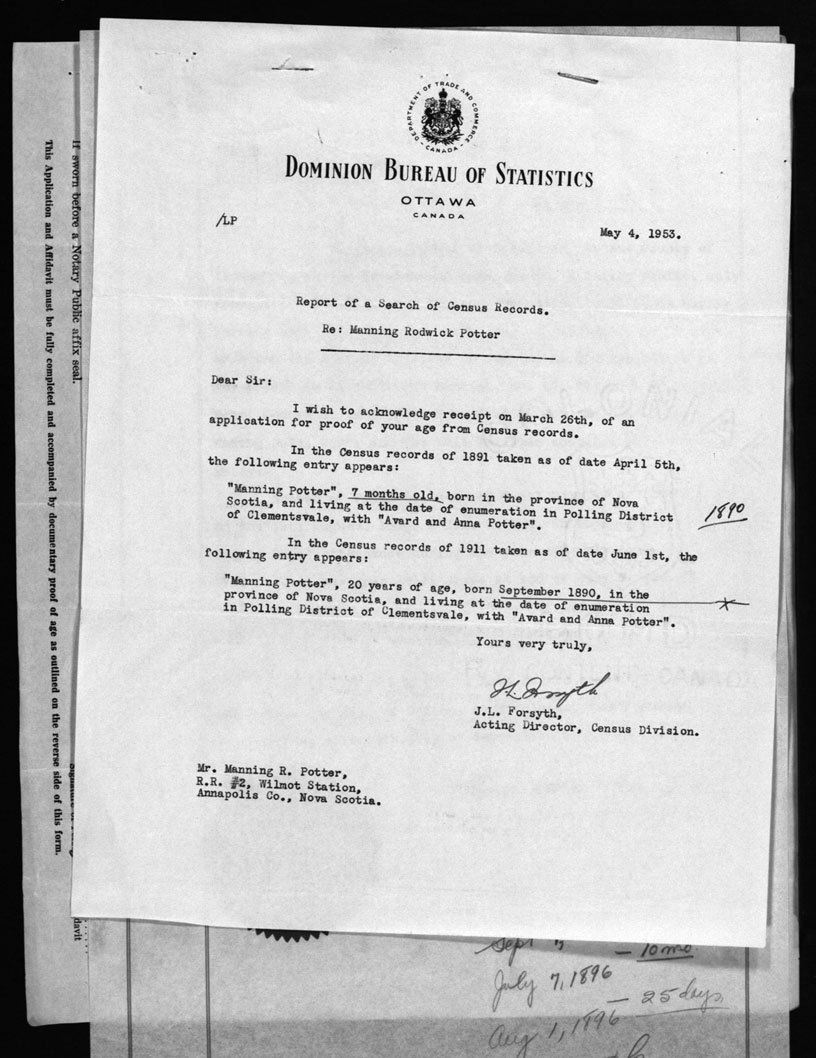 DEPARTMENT OF TRADE AND COMMERCE
CANADA
DOMINION BUREAU OF STATISTICS
OTTAWA
CANADA
/LP
May 4, 1953.
Report of a Search of Census Records.
Re: Manning Rodwick Potter
Dear Sir:
I wish to acknowledge receipt on March 26th, of an
application for proof of your age from Census records.
In the Census records of 1891 taken as of date April 5th,
the following entry appears:
"Manning Potter", 7 months old, born in the province of Nova
Scotia, and living at the date of enumeration in Polling District
of Clementsvale, with "Avard and Anna Potter".
1890
In the Census records of 1911 taken as of date June 1st, the
following entry appears:
"Manning Potter", 20 years of age, born September 1890, in the
province of Nova Scotia, and living at the date of enumeration
in Polling District of Clementsvale, with "Avard and Anna Potter".
x
Yours very truly,
J L Forsyth
J.L. Forsyth,
Acting Director, Census Division.
Mr. Manning R. Potter,
R.R. #2, Wilmot Station,
Annapolis Co., Nova Scotia.
If sworn before a Notary Public affix seal.
This Application and Affidavit must be fully completed and accompanied by documentary proof of age as outlined on the reverse side of this form.
davit
Sept — 10 mo.
July 7, 1896
— 25 days
Aug 1, 1896